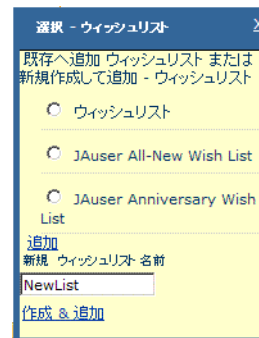 選択 - ウィッシュリスト X
既存へ追加 ウィッシュリスト または
新規作成して追加 - ウィッシュリスト
ウィッシュリスト
JAuser All-New Wish List
JAuser Anniversary Wish
List
追加
新規 ウィッシュリスト 名前
NewList
作成 & 追加